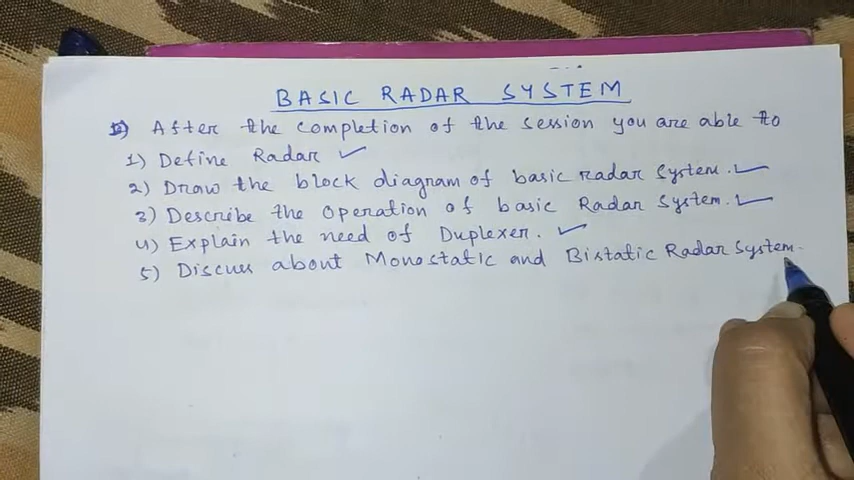 BASIC RADAR SYSTEM
After the completion of the session you are able to
1) Define Radar ✓
2) Draw the block diagram of basic radar system. ✓
3) Describe the operation of basic Radar system. ✓
4) Explain the need of Duplexer. ✓
5) Discuss about Monostatic and Bistatic Radar System.